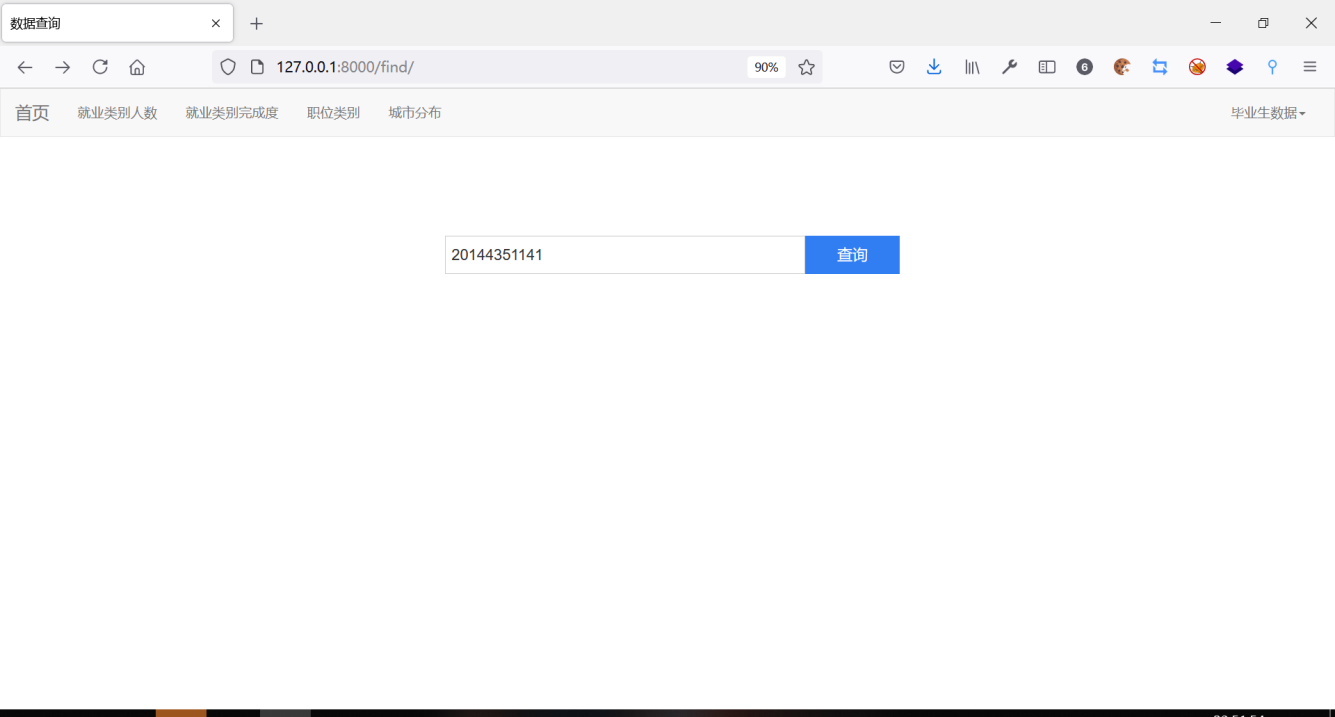 数据查询
127.0.0.1:8000/find/
90%
6
首页 就业类别人数 就业类别完成度 职位类别 城市分布 毕业生数据
20144351141 查询